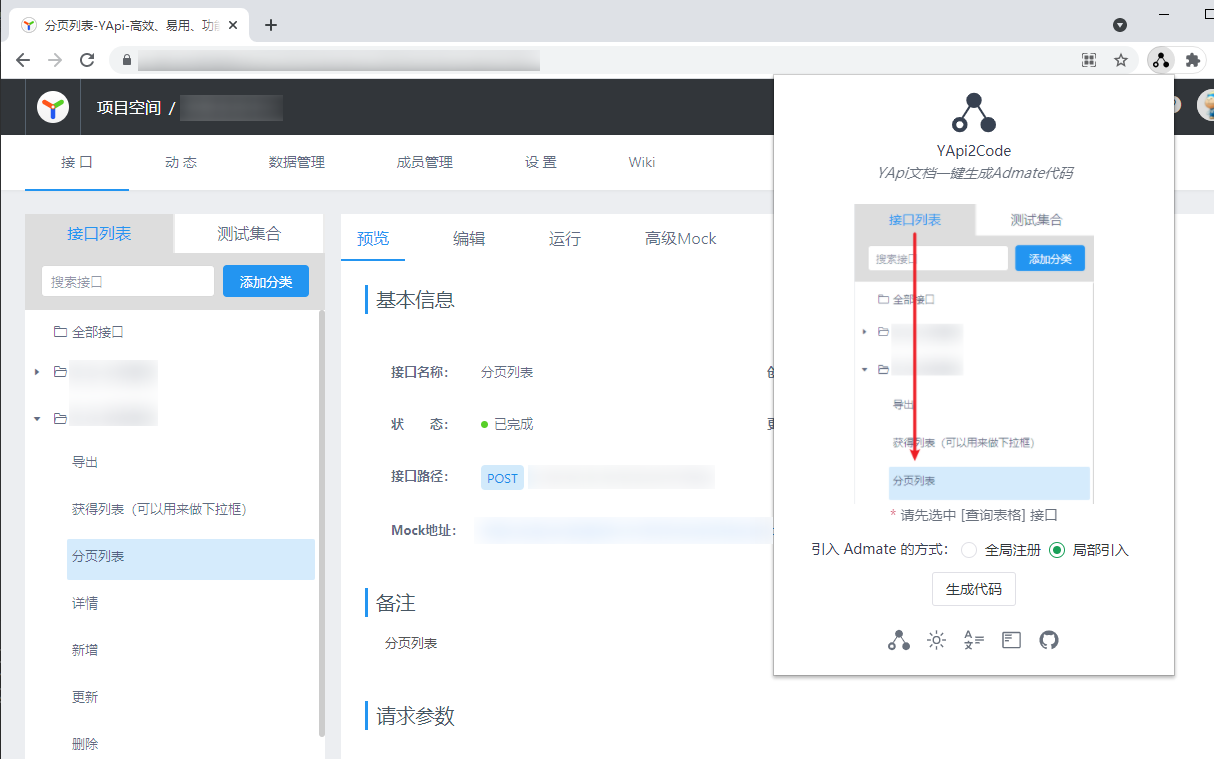 分页列表-YApi-高效、易用、功能
项目空间 /
接 口
动 态
数据管理
成员管理
设 置
Wiki
接口列表
测试集合
搜索接口
添加分类
全部接口
导出
获得列表（可以用来做下拉框）
分页列表
详情
新增
更新
删除
预览
编辑
运行
高级Mock
基本信息
接口名称：
分页列表
状 态：
已完成
接口路径：
POST
Mock地址：
备注
分页列表
请求参数
YApi2Code
YApi文档一键生成Admate代码
接口列表
测试集合
搜索接口
添加分类
全部接口
导出
获得列表（可以用来做下拉框）
分页列表
* 请先选中 [查询表格] 接口
引入 Admate 的方式：
全局注册
局部引入
生成代码